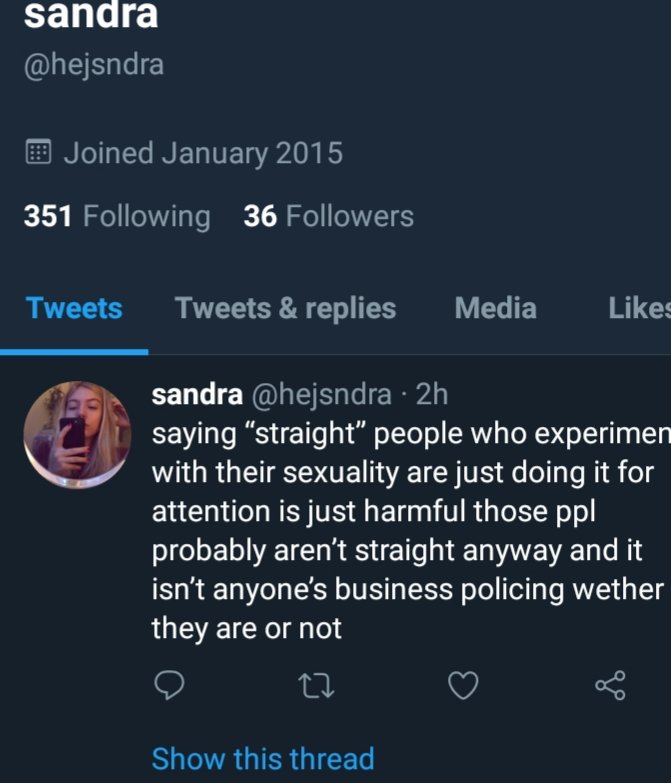 sandra
@hejsndra
Joined January 2015
351 Following 36 Followers
Tweets Tweets & replies Media Likes
sandra @hejsndra · 2h
saying “straight” people who experimen
with their sexuality are just doing it for
attention is just harmful those ppl
probably aren’t straight anyway and it
isn’t anyone’s business policing wether
they are or not
Show this thread